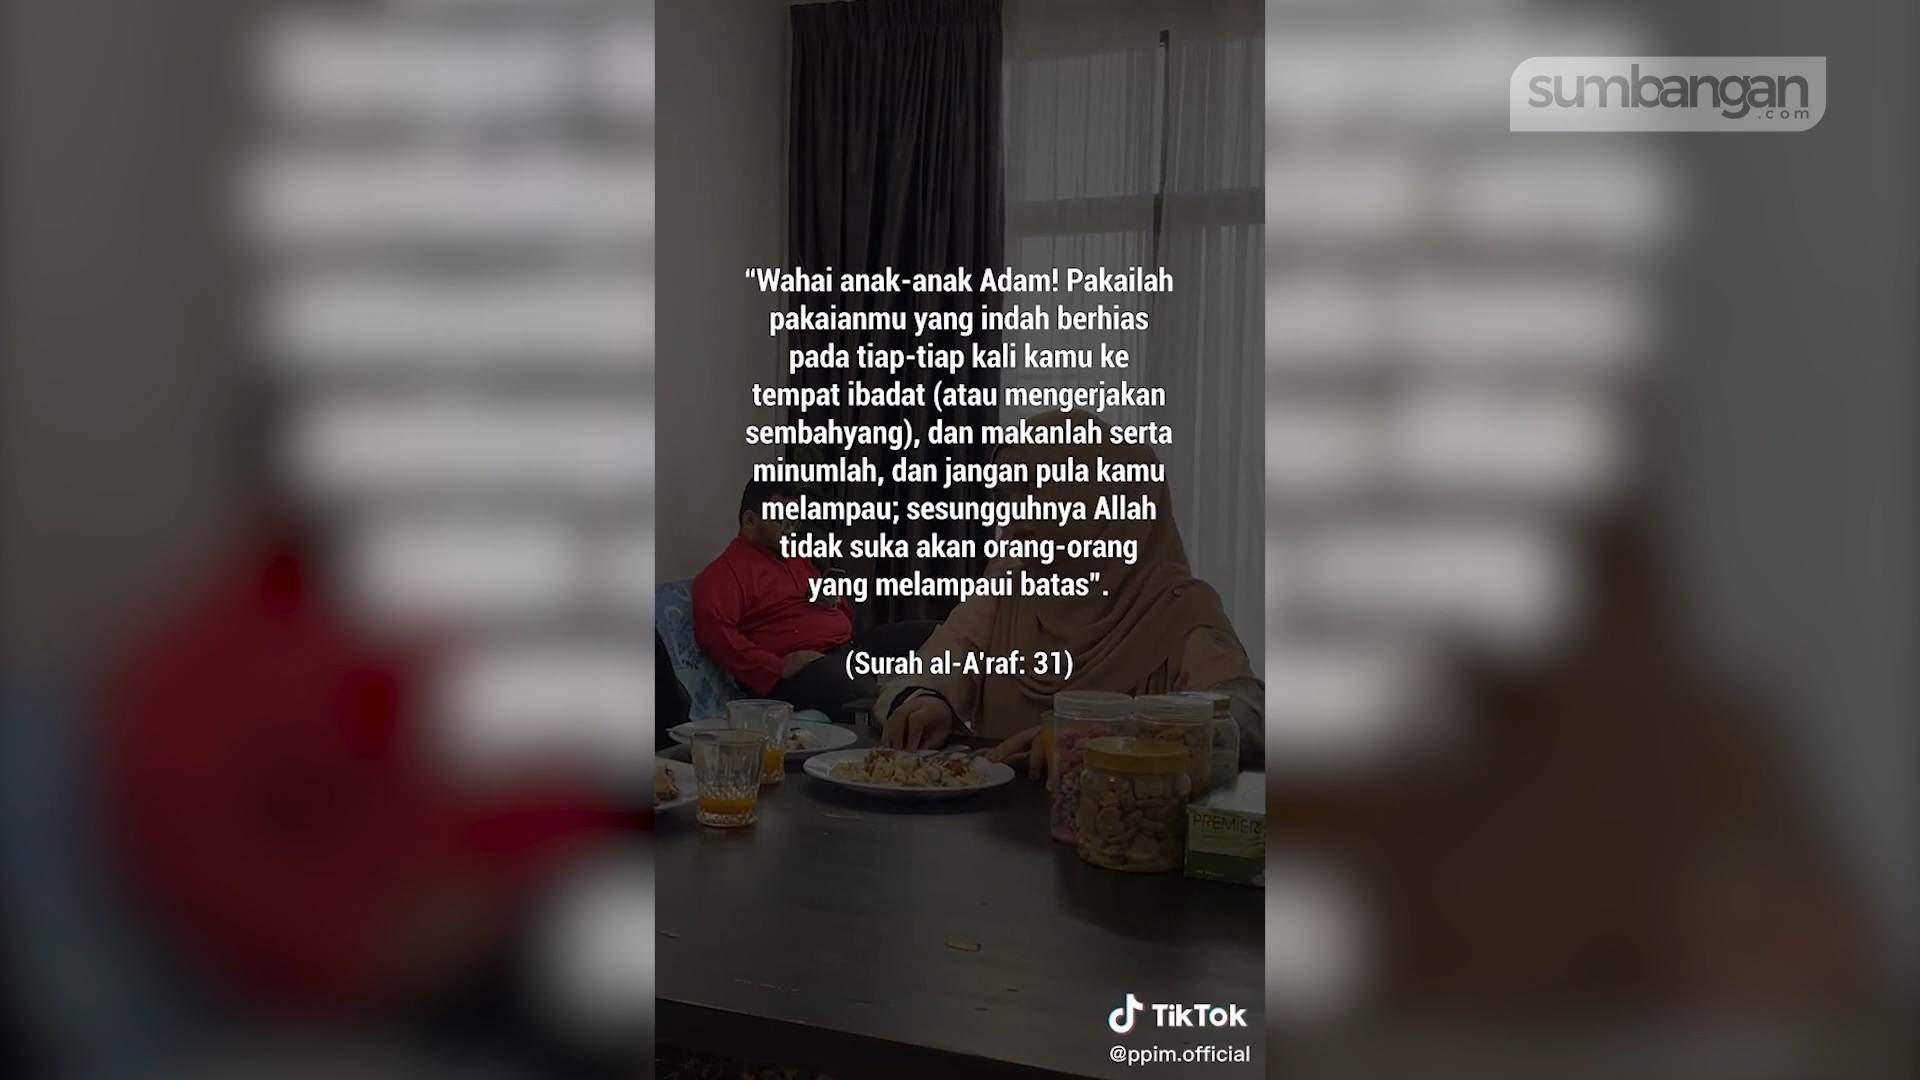 sumbangan
.com
“Wahai anak-anak Adam! Pakailah
pakaianmu yang indah berhias
pada tiap-tiap kali kamu ke
tempat ibadat (atau mengerjakan
sembahyang), dan makanlah serta
minumlah, dan jangan pula kamu
melampau; sesungguhnya Allah
tidak suka akan orang-orang
yang melampaui batas”.
(Surah al-A'raf: 31)
PREMIER
TikTok
@ppim.official